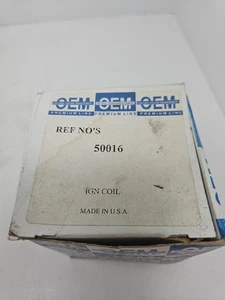 OEM OEM OEM
PREMIUM LINE PREMIUM LINE PREMIUM LINE
REF NO'S
50016
IGN COIL
MADE IN U.S.A.